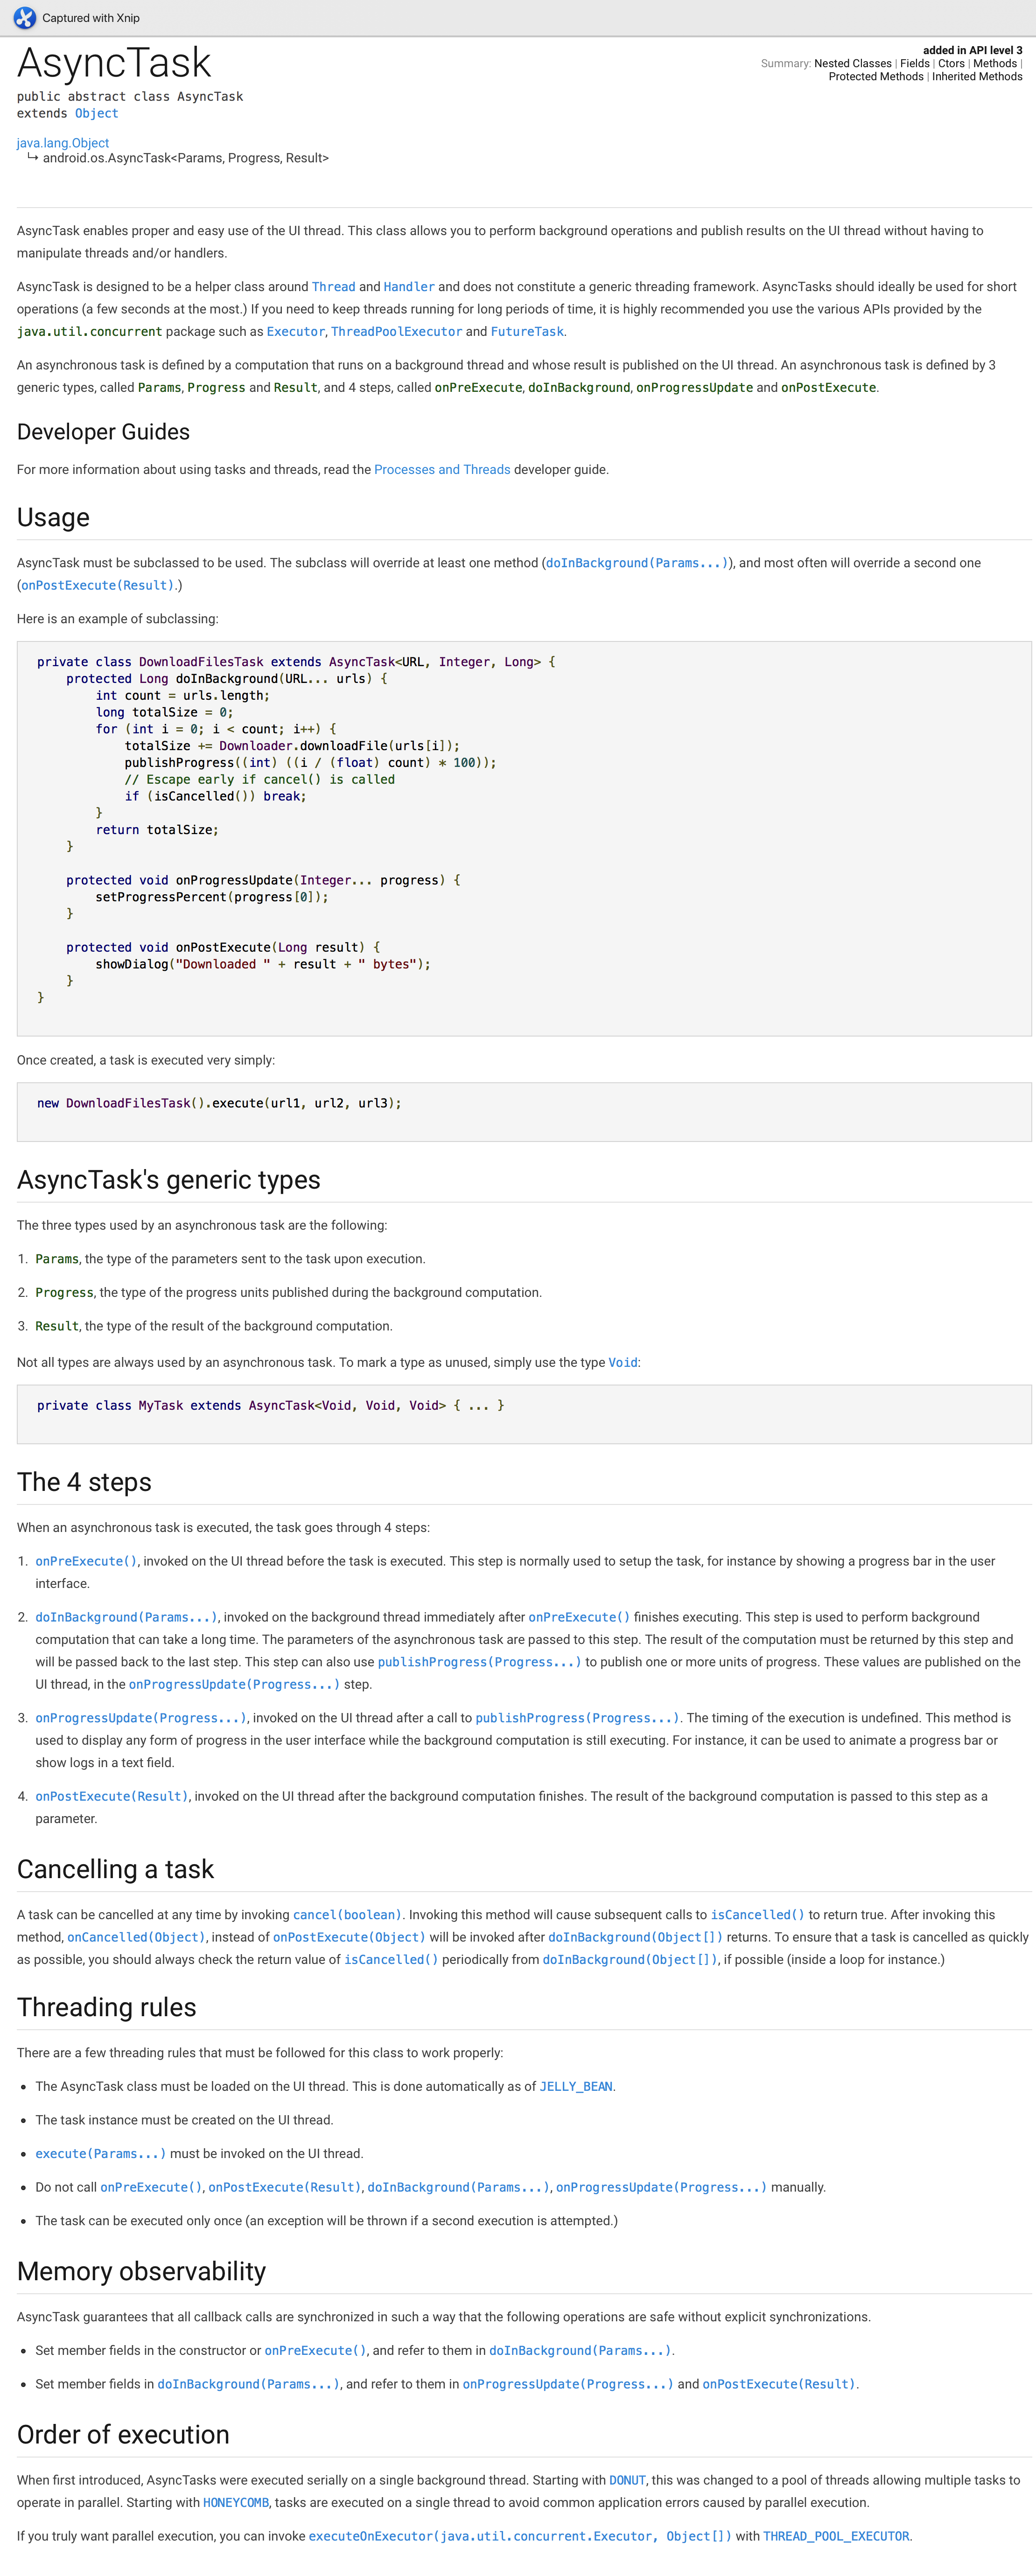 Captured with Xnip
AsyncTask
added in API level 3
Summary: Nested Classes | Fields | Ctors | Methods |
Protected Methods | Inherited Methods
public abstract class AsyncTask
extends Object
java.lang.Object
↳ android.os.AsyncTask<Params, Progress, Result>
AsyncTask enables proper and easy use of the UI thread. This class allows you to perform background operations and publish results on the UI thread without having to
manipulate threads and/or handlers.
AsyncTask is designed to be a helper class around Thread and Handler and does not constitute a generic threading framework. AsyncTasks should ideally be used for short
operations (a few seconds at the most.) If you need to keep threads running for long periods of time, it is highly recommended you use the various APIs provided by the
java.util.concurrent package such as Executor, ThreadPoolExecutor and FutureTask.
An asynchronous task is defined by a computation that runs on a background thread and whose result is published on the UI thread. An asynchronous task is defined by 3
generic types, called Params, Progress and Result, and 4 steps, called onPreExecute, doInBackground, onProgressUpdate and onPostExecute.
Developer Guides
For more information about using tasks and threads, read the Processes and Threads developer guide.
Usage
AsyncTask must be subclassed to be used. The subclass will override at least one method (doInBackground(Params...)), and most often will override a second one
(onPostExecute(Result).)
Here is an example of subclassing:
private class DownloadFilesTask extends AsyncTask<URL, Integer, Long> {
    protected Long doInBackground(URL... urls) {
        int count = urls.length;
        long totalSize = 0;
        for (int i = 0; i < count; i++) {
            totalSize += Downloader.downloadFile(urls[i]);
            publishProgress((int) ((i / (float) count) * 100));
            // Escape early if cancel() is called
            if (isCancelled()) break;
        }
        return totalSize;
    }
    protected void onProgressUpdate(Integer... progress) {
        setProgressPercent(progress[0]);
    }
    protected void onPostExecute(Long result) {
        showDialog("Downloaded " + result + " bytes");
    }
}
Once created, a task is executed very simply:
new DownloadFilesTask().execute(url1, url2, url3);
AsyncTask's generic types
The three types used by an asynchronous task are the following:
1. Params, the type of the parameters sent to the task upon execution.
2. Progress, the type of the progress units published during the background computation.
3. Result, the type of the result of the background computation.
Not all types are always used by an asynchronous task. To mark a type as unused, simply use the type Void:
private class MyTask extends AsyncTask<Void, Void, Void> { ... }
The 4 steps
When an asynchronous task is executed, the task goes through 4 steps:
1. onPreExecute(), invoked on the UI thread before the task is executed. This step is normally used to setup the task, for instance by showing a progress bar in the user
interface.
2. doInBackground(Params...), invoked on the background thread immediately after onPreExecute() finishes executing. This step is used to perform background
computation that can take a long time. The parameters of the asynchronous task are passed to this step. The result of the computation must be returned by this step and
will be passed back to the last step. This step can also use publishProgress(Progress...) to publish one or more units of progress. These values are published on the
UI thread, in the onProgressUpdate(Progress...) step.
3. onProgressUpdate(Progress...), invoked on the UI thread after a call to publishProgress(Progress...). The timing of the execution is undefined. This method is
used to display any form of progress in the user interface while the background computation is still executing. For instance, it can be used to animate a progress bar or
show logs in a text field.
4. onPostExecute(Result), invoked on the UI thread after the background computation finishes. The result of the background computation is passed to this step as a
parameter.
Cancelling a task
A task can be cancelled at any time by invoking cancel(boolean). Invoking this method will cause subsequent calls to isCancelled() to return true. After invoking this
method, onCancelled(Object), instead of onPostExecute(Object) will be invoked after doInBackground(Object[]) returns. To ensure that a task is cancelled as quickly
as possible, you should always check the return value of isCancelled() periodically from doInBackground(Object[]), if possible (inside a loop for instance.)
Threading rules
There are a few threading rules that must be followed for this class to work properly:
• The AsyncTask class must be loaded on the UI thread. This is done automatically as of JELLY_BEAN.
• The task instance must be created on the UI thread.
• execute(Params...) must be invoked on the UI thread.
• Do not call onPreExecute(), onPostExecute(Result), doInBackground(Params...), onProgressUpdate(Progress...) manually.
• The task can be executed only once (an exception will be thrown if a second execution is attempted.)
Memory observability
AsyncTask guarantees that all callback calls are synchronized in such a way that the following operations are safe without explicit synchronizations.
• Set member fields in the constructor or onPreExecute(), and refer to them in doInBackground(Params...).
• Set member fields in doInBackground(Params...), and refer to them in onProgressUpdate(Progress...) and onPostExecute(Result).
Order of execution
When first introduced, AsyncTasks were executed serially on a single background thread. Starting with DONUT, this was changed to a pool of threads allowing multiple tasks to
operate in parallel. Starting with HONEYCOMB, tasks are executed on a single thread to avoid common application errors caused by parallel execution.
If you truly want parallel execution, you can invoke executeOnExecutor(java.util.concurrent.Executor, Object[]) with THREAD_POOL_EXECUTOR.